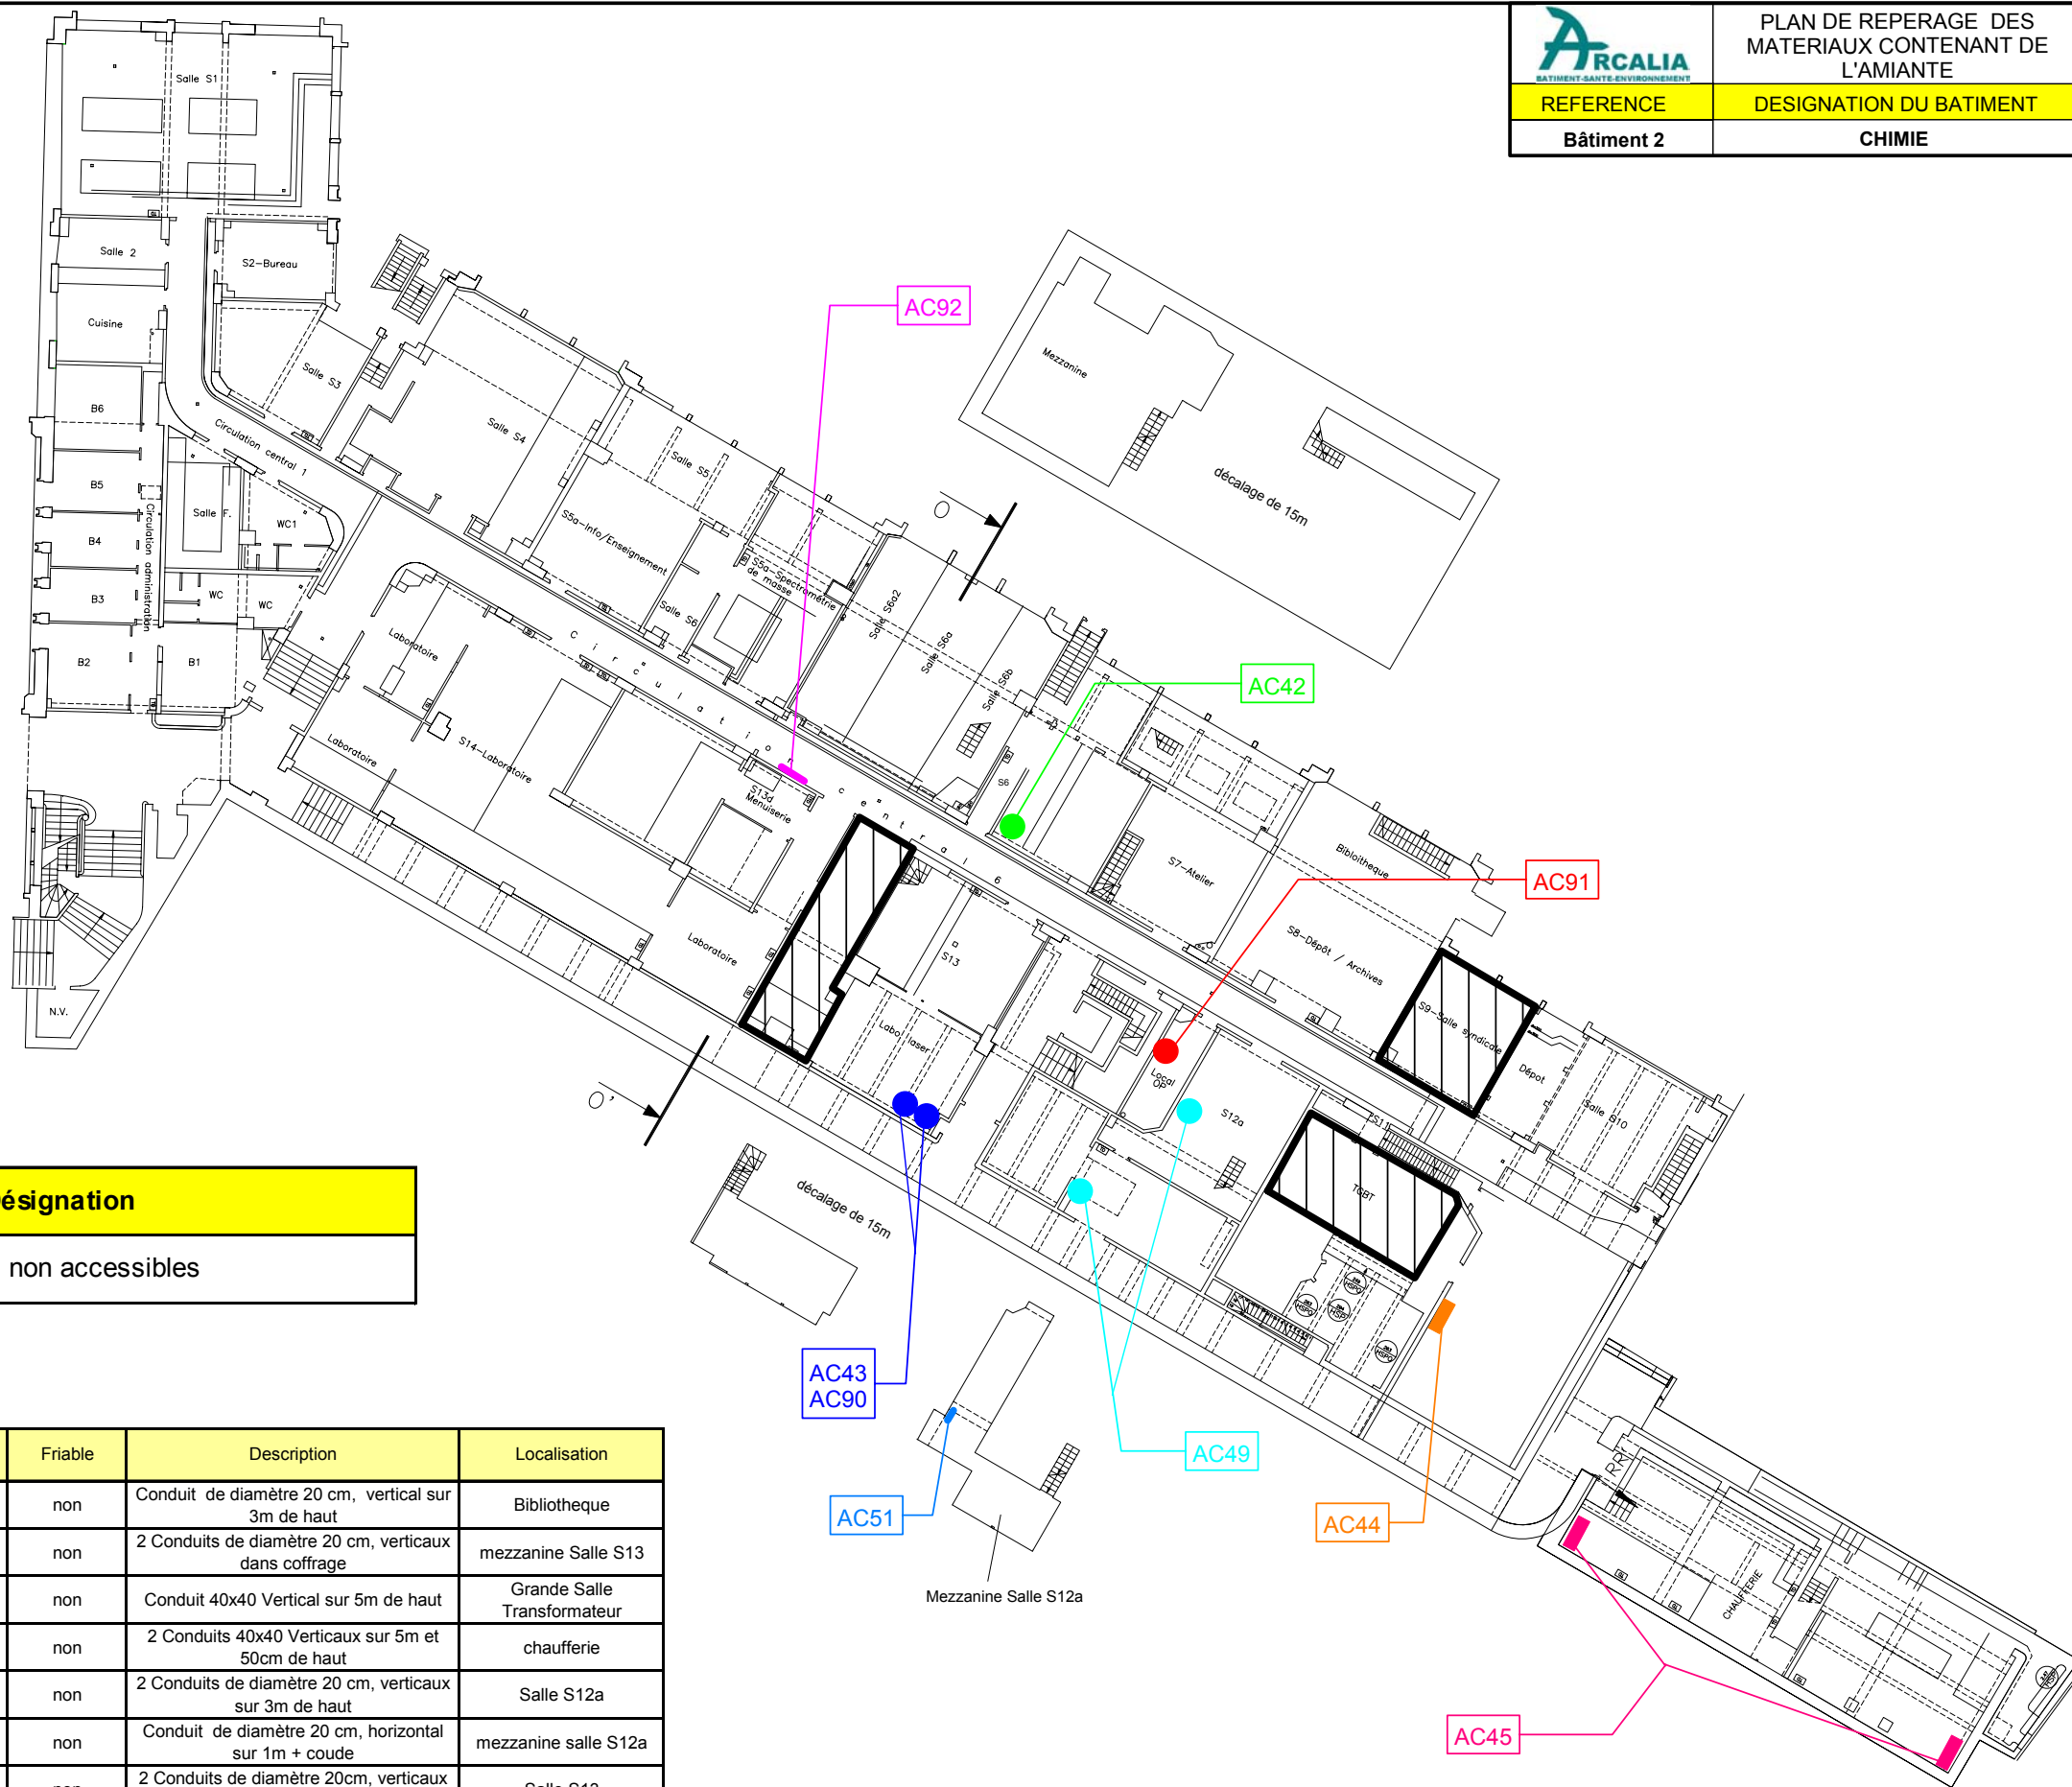 ARCALIA
BATIMENT-SANTE-ENVIRONNEMENT
PLAN DE REPERAGE DES
MATERIAUX CONTENANT DE
L'AMIANTE
REFERENCE
DESIGNATION DU BATIMENT
Bâtiment 2
CHIMIE
Salle S1
Salle 2
S2-Bureau
Cuisine
Salle S3
B6
Circulation central 1
B5
Salle F.
WC1
B4
Circulation administration
B3
WC
WC
B2
B1
N.V.
Salle S4
Salle S5
S5a-Info/Enseignement
S5a-Spectrométrie
de masse
Salle S6
Salle S6a2
Salle S6a
Salle S6b
S6
AC92
Mezzanine
décalage de 15m
O
AC42
Laboratoire
Laboratoire
S14-Laboratoire
Circulation central 6
S13d
Menuiserie
Laboratoire
S13
Labo. laser
S7-Atelier
Biblioitheque
S8-Dépôt / Archives
AC91
S9-Salle syndicale
Dépot
Salle S10
Local
OP
S12a
S11
TGBT
O'
décalage de 15m
AC43
AC90
AC51
AC49
AC44
Mezzanine Salle S12a
CHAUFFERIE
AC45
ésignation
non accessibles
Friable
Description
Localisation
non
Conduit de diamètre 20 cm, vertical sur
3m de haut
Bibliotheque
non
2 Conduits de diamètre 20 cm, verticaux
dans coffrage
mezzanine Salle S13
non
Conduit 40x40 Vertical sur 5m de haut
Grande Salle
Transformateur
non
2 Conduits 40x40 Verticaux sur 5m et
50cm de haut
chaufferie
non
2 Conduits de diamètre 20 cm, verticaux
sur 3m de haut
Salle S12a
non
Conduit de diamètre 20 cm, horizontal
sur 1m + coude
mezzanine salle S12a
non
2 Conduits de diamètre 20cm, verticaux
Salle S13